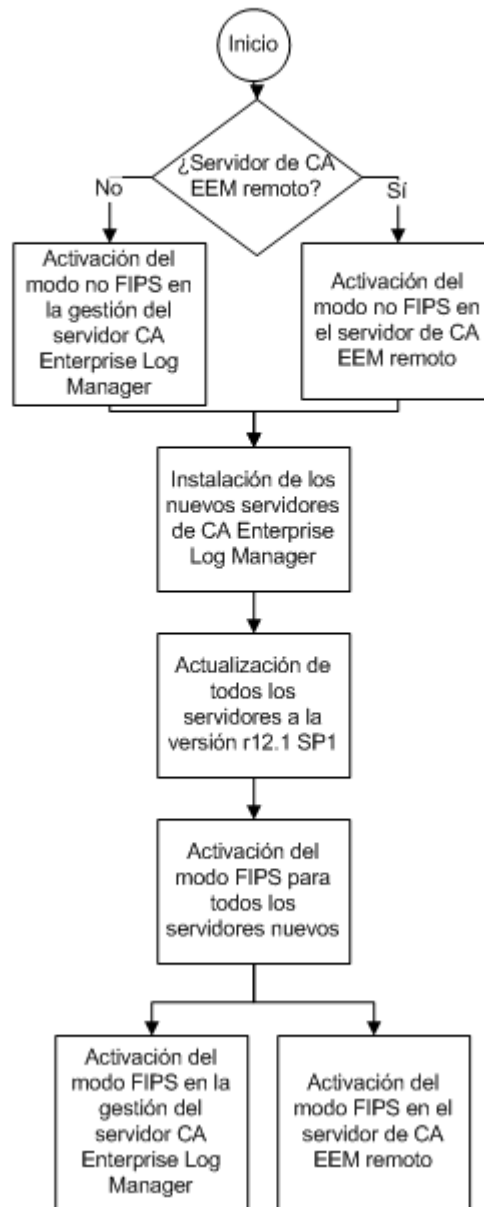 Inicio
¿Servidor de CA
EEM remoto?
No
Sí
Activación del
modo no FIPS en
la gestión del
servidor CA
Enterprise Log
Manager
Activación del
modo no FIPS en
el servidor de CA
EEM remoto
Instalación de los
nuevos servidores
de CA Enterprise
Log Manager
Actualización de
todos los
servidores a la
versión r12.1 SP1
Activación del
modo FIPS para
todos los
servidores nuevos
Activación del
modo FIPS en la
gestión del
servidor CA
Enterprise Log
Manager
Activación del
modo FIPS en el
servidor de CA
EEM remoto